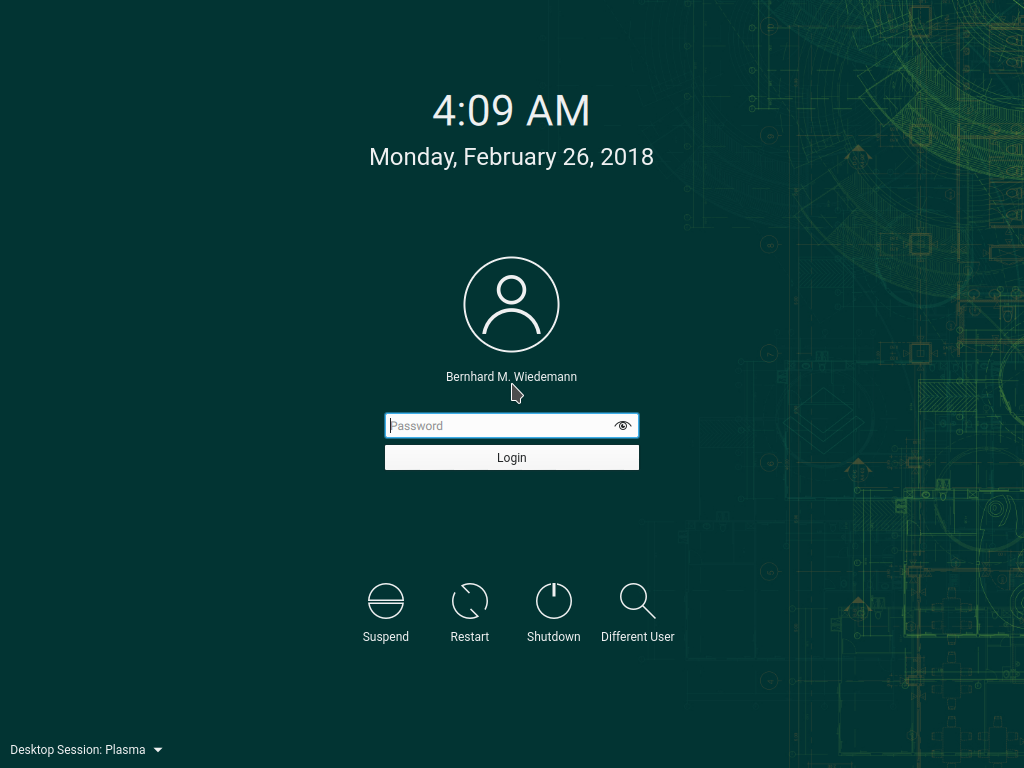 4:09 AM
Monday, February 26, 2018
Bernhard M. Wiedemann
Password
Login
Suspend
Restart
Shutdown
Different User
Desktop Session: Plasma